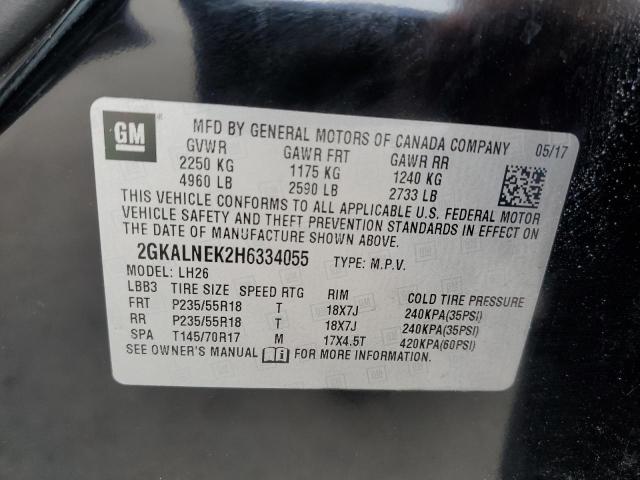 GM
MFD BY GENERAL MOTORS OF CANADA COMPANY 05/17
GVWR GAWR FRT GAWR RR
2250 KG 1175 KG 1240 KG
4960 LB 2590 LB 2733 LB
THIS VEHICLE CONFORMS TO ALL APPLICABLE U.S. FEDERAL MOTOR
VEHICLE SAFETY AND THEFT PREVENTION STANDARDS IN EFFECT ON
THE DATE OF MANUFACTURE SHOWN ABOVE.
2GKALNEK2H6334055 TYPE: M.P.V.
MODEL: LH26
LBB3 TIRE SIZE SPEED RTG RIM COLD TIRE PRESSURE
FRT P235/55R18 T 18X7J 240KPA(35PSI)
RR P235/55R18 T 18X7J 240KPA(35PSI)
SPA T145/70R17 M 17X4.5T 420KPA(60PSI)
SEE OWNER'S MANUAL FOR MORE INFORMATION.